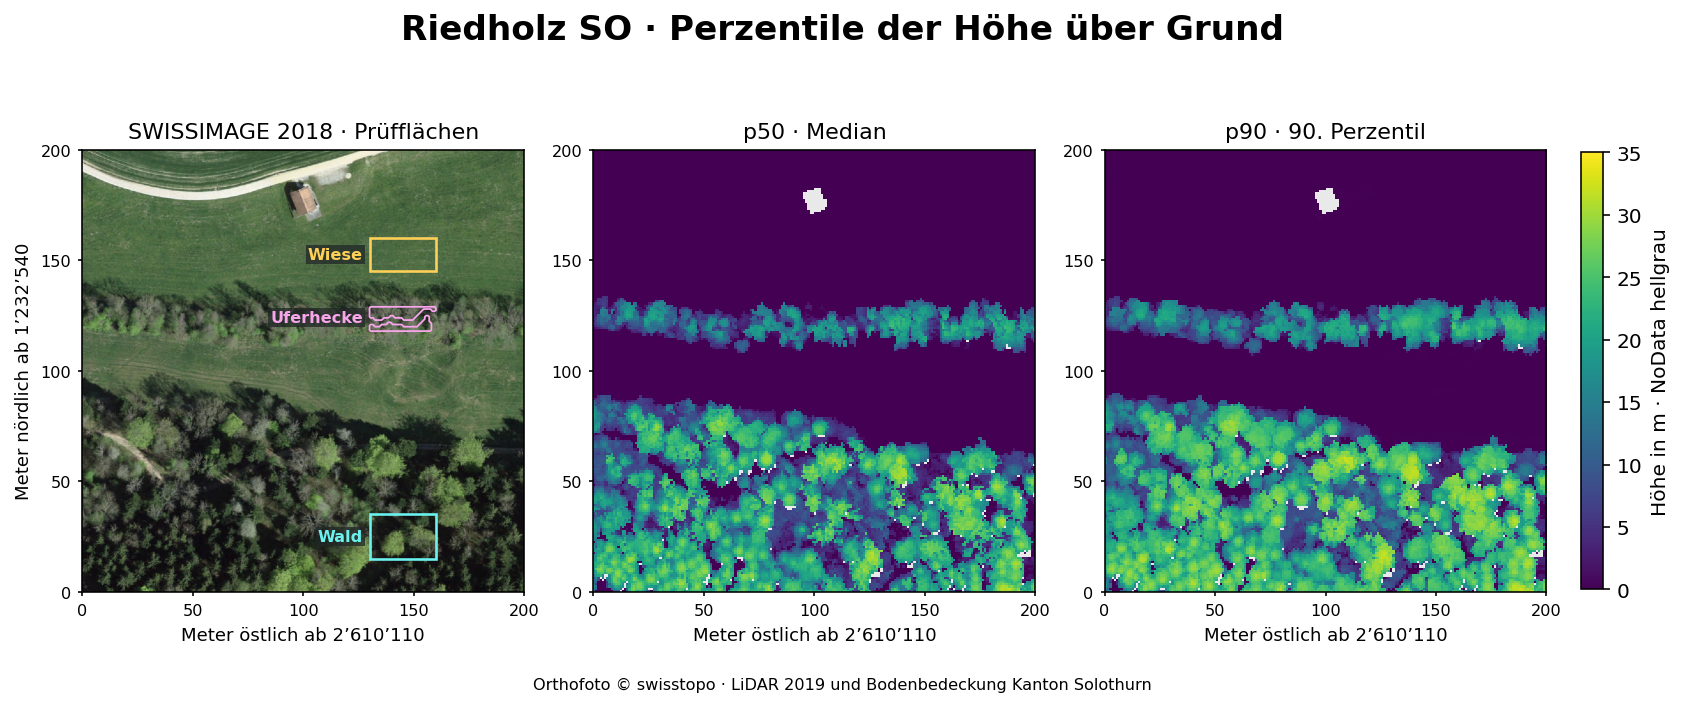 Riedholz SO · Perzentile der Höhe über Grund
SWISSIMAGE 2018 · Prüfflächen
200
150
100
50
0
0 50 100 150 200
Meter nördlich ab 1’232’540
Meter östlich ab 2’610’110
Wiese
Uferhecke
Wald
p50 · Median
200
150
100
50
0
0 50 100 150 200
Meter östlich ab 2’610’110
p90 · 90. Perzentil
200
150
100
50
0
0 50 100 150 200
Meter östlich ab 2’610’110
35
30
25
20
15
10
5
0
Höhe in m · NoData hellgrau
Orthofoto © swisstopo · LiDAR 2019 und Bodenbedeckung Kanton Solothurn